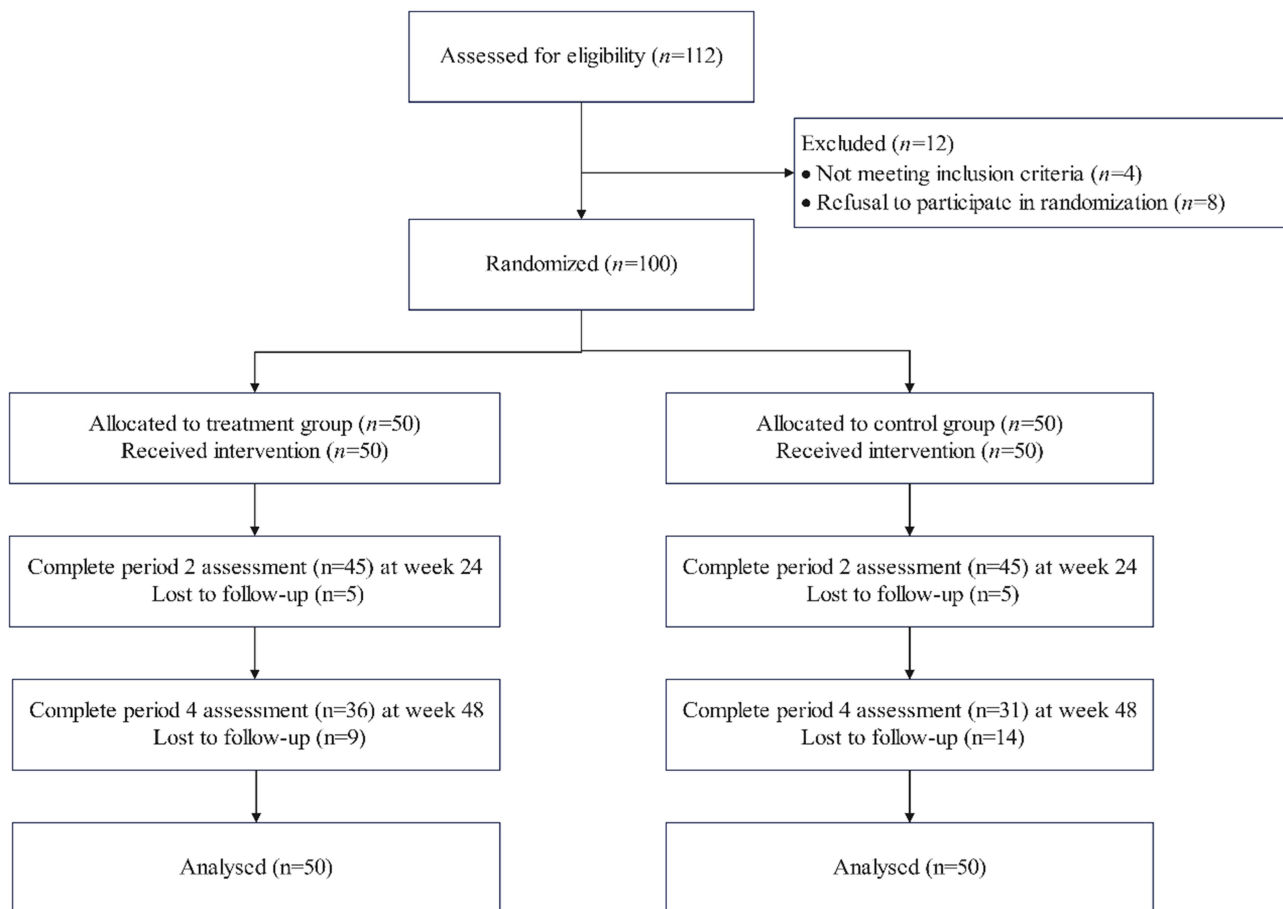 Assessed for eligibility (n=112)
Excluded (n=12)
• Not meeting inclusion criteria (n=4)
• Refusal to participate in randomization (n=8)
Randomized (n=100)
Allocated to treatment group (n=50)
Received intervention (n=50)
Allocated to control group (n=50)
Received intervention (n=50)
Complete period 2 assessment (n=45) at week 24
Lost to follow-up (n=5)
Complete period 2 assessment (n=45) at week 24
Lost to follow-up (n=5)
Complete period 4 assessment (n=36) at week 48
Lost to follow-up (n=9)
Complete period 4 assessment (n=31) at week 48
Lost to follow-up (n=14)
Analysed (n=50)
Analysed (n=50)